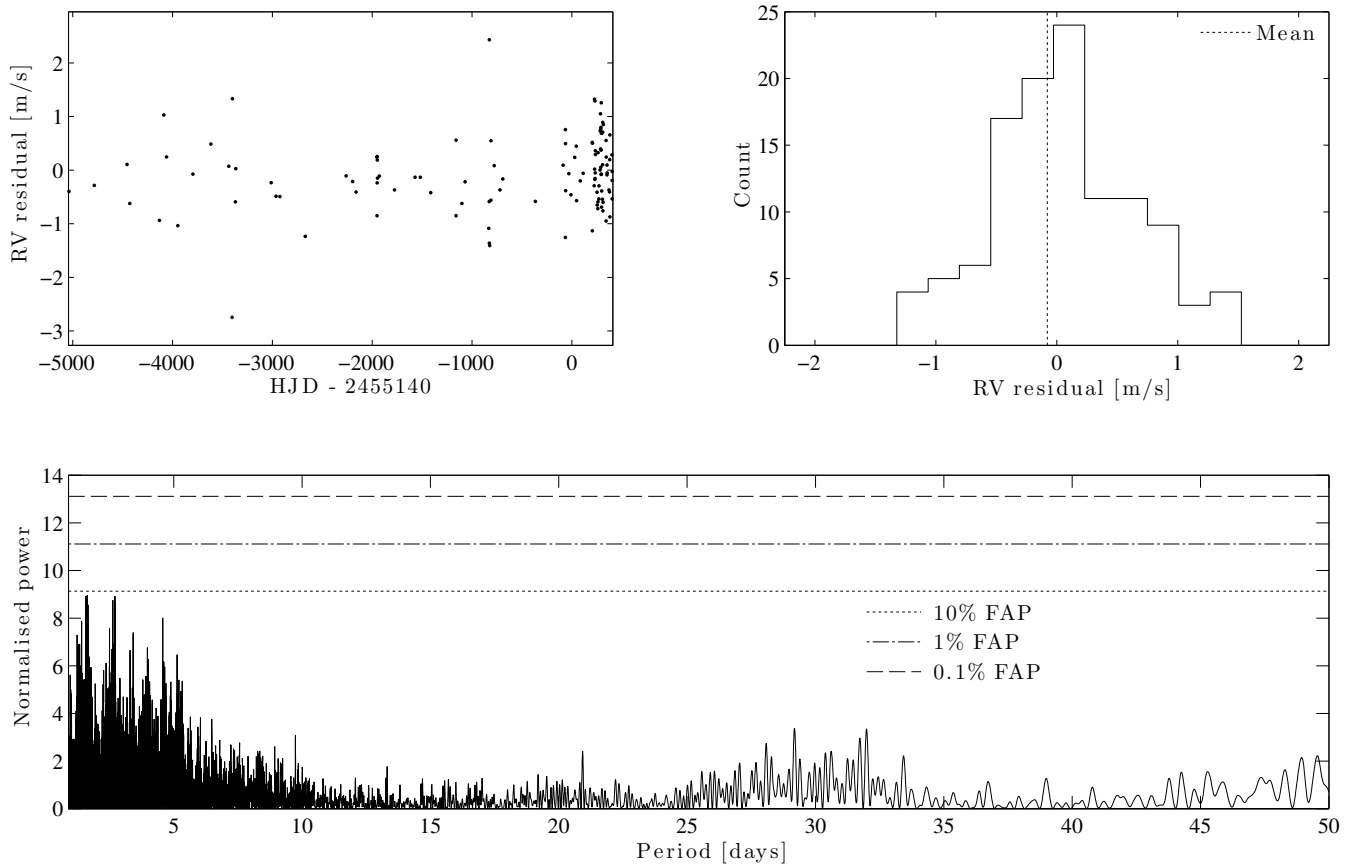 2
1
0
−1
−2
−3
RV residual [m/s]
−5000 −4000 −3000 −2000 −1000 0
HJD - 2455140
25
20
15
10
5
0
Count
Mean
−2 −1 0 1 2
RV residual [m/s]
14
12
10
8
6
4
2
0
Normalised power
10% FAP
1% FAP
0.1% FAP
5 10 15 20 25 30 35 40 45 50
Period [days]